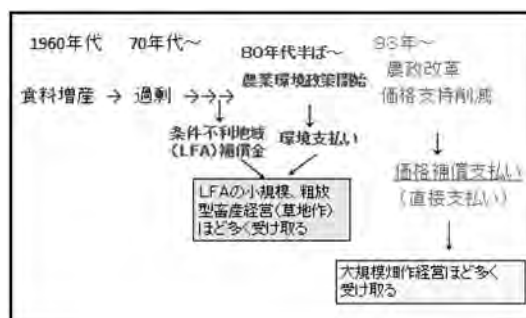 1960年代 70年代~ 80年代半ば~ 93年~
食料増産 → 過剰 →→→ 農業環境政策開始 農政改革
価格支持削減
条件不利地域
(LFA)補償金
環境支払い
価格補償支払い
(直接支払い)
LFAの小規模、粗放
型畜産経営(草地作)
ほど多く受け取る
大規模畑作経営ほど多く
受け取る